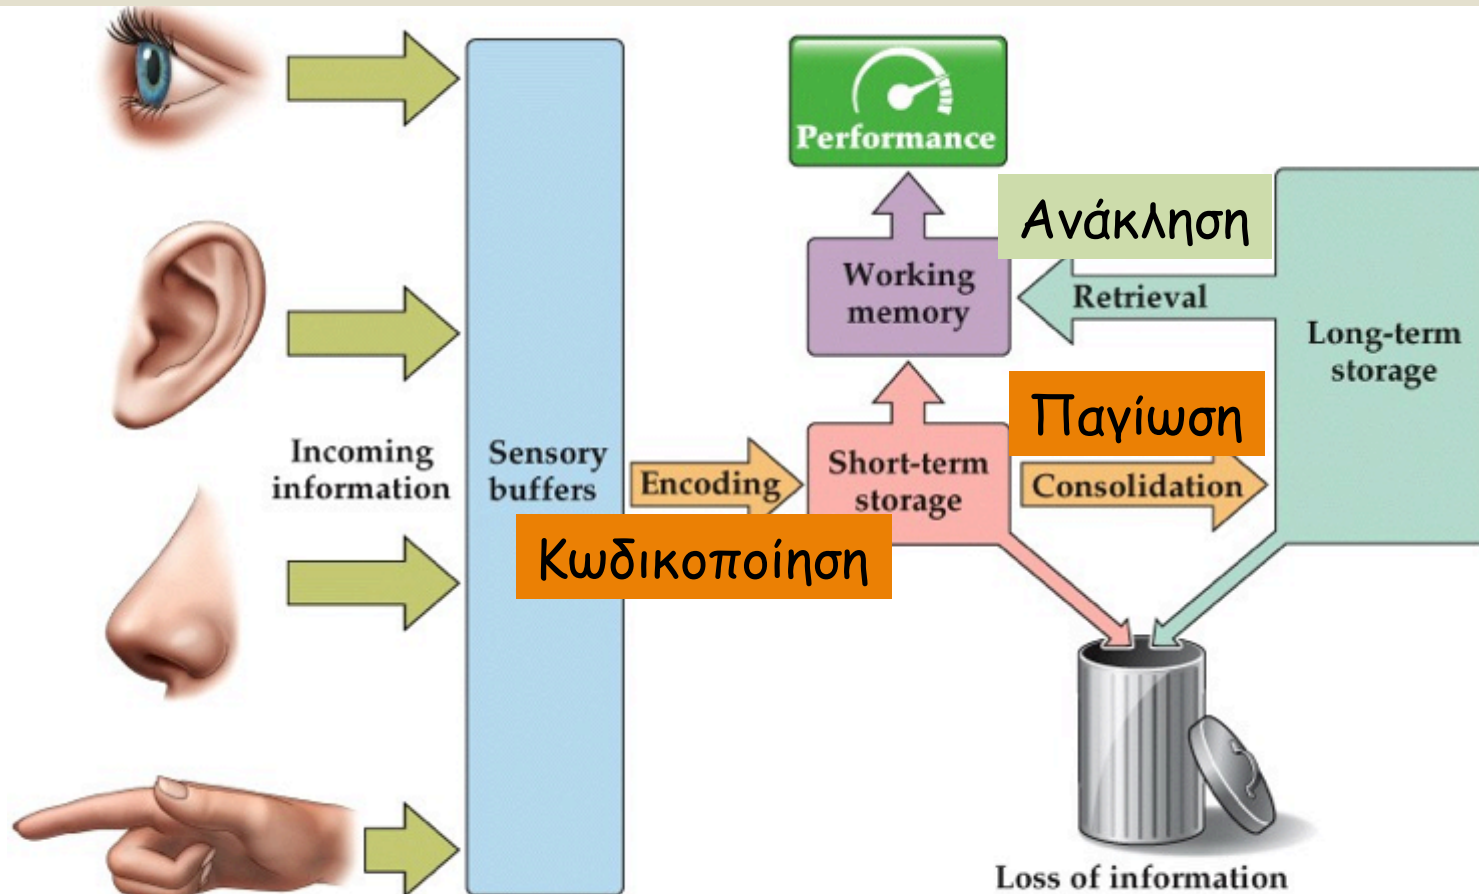 Performance
Ανάκληση
Working
memory
Retrieval
Long-term
storage
Παγίωση
Incoming
information
Sensory
buffers
Encoding
Short-term
storage
Consolidation
Κωδικοποίηση
Loss of information